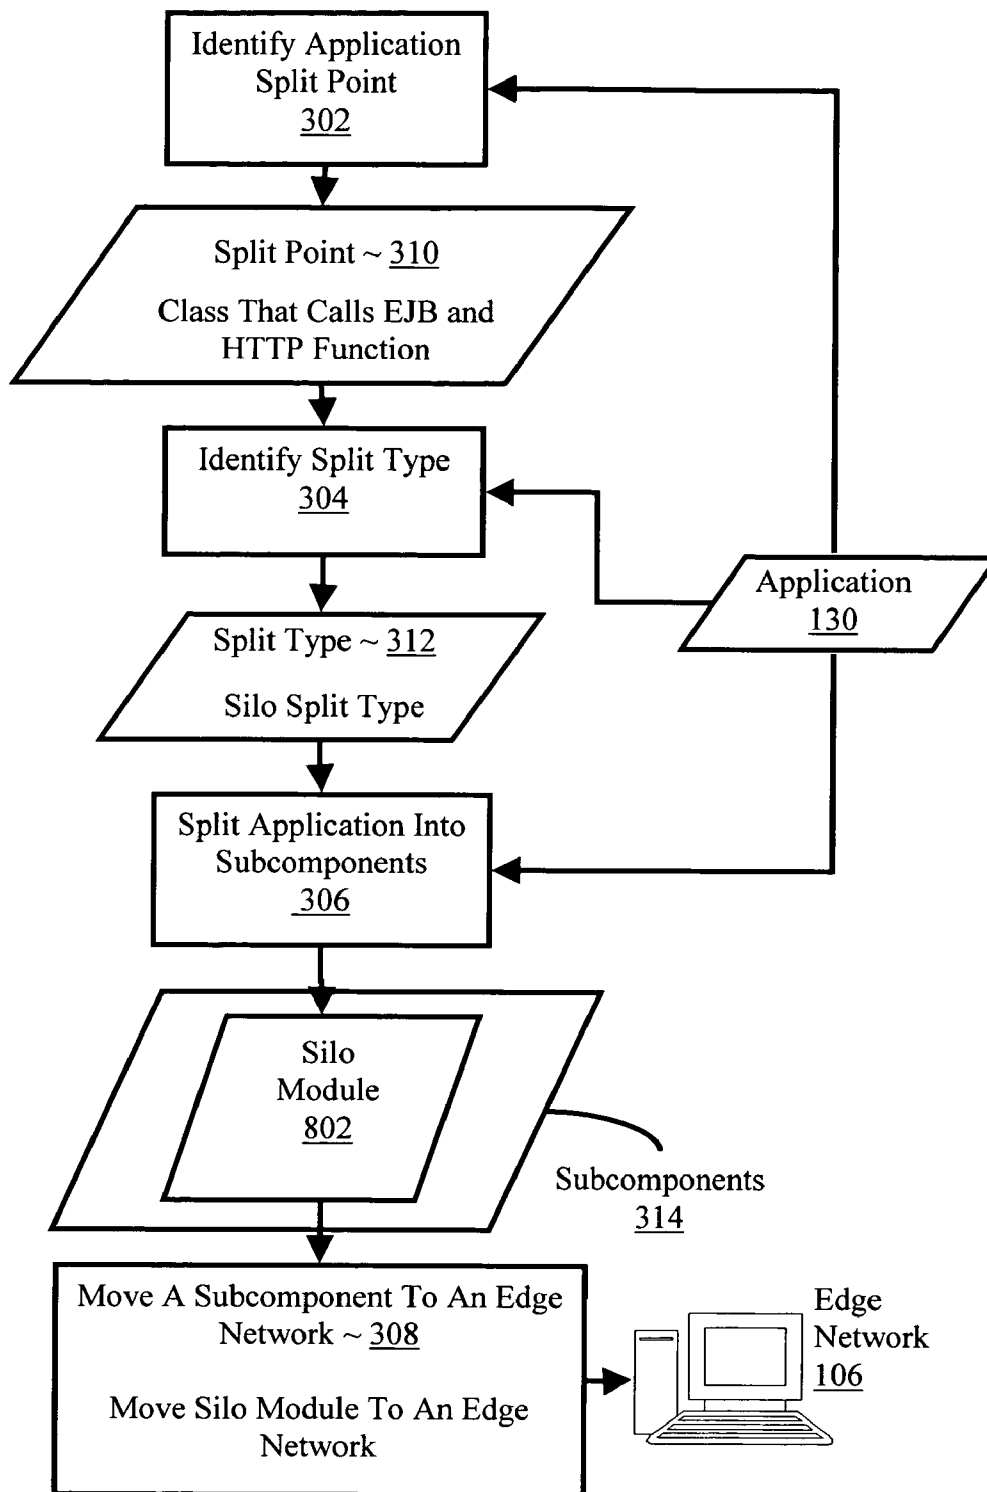 Identify Application
Split Point
302
Split Point ~ 310
Class That Calls EJB and
HTTP Function
Identify Split Type
304
Application
130
Split Type ~ 312
Silo Split Type
Split Application Into
Subcomponents
306
Silo
Module
802
Subcomponents
314
Move A Subcomponent To An Edge
Network ~ 308
Move Silo Module To An Edge
Network
Edge
Network
106